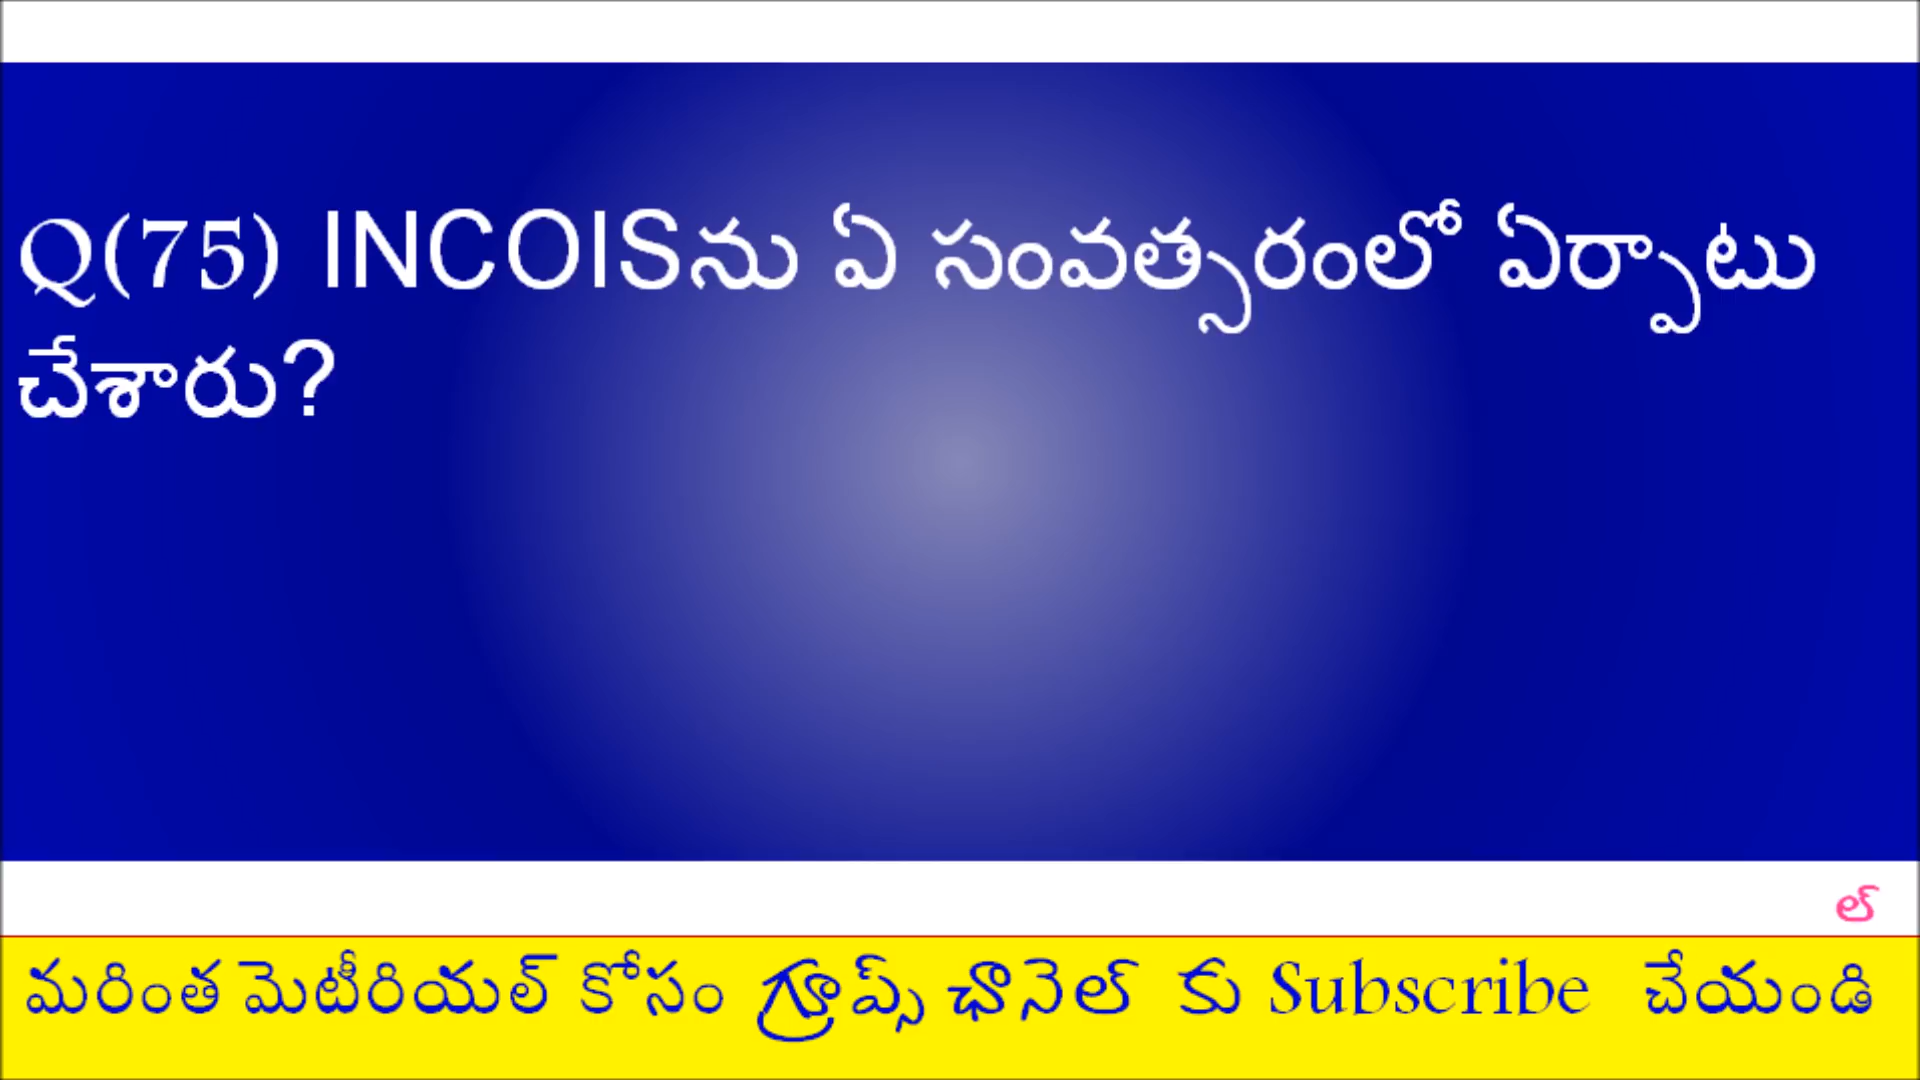 Q(75) INCOISను ఏ సంవత్సరంలో ఏర్పాటు
చేశారు?
ల్
మరింత మెటీరియల్ కోసం గ్రూప్స్ ఛానెల్ కు Subscribe చేయండి